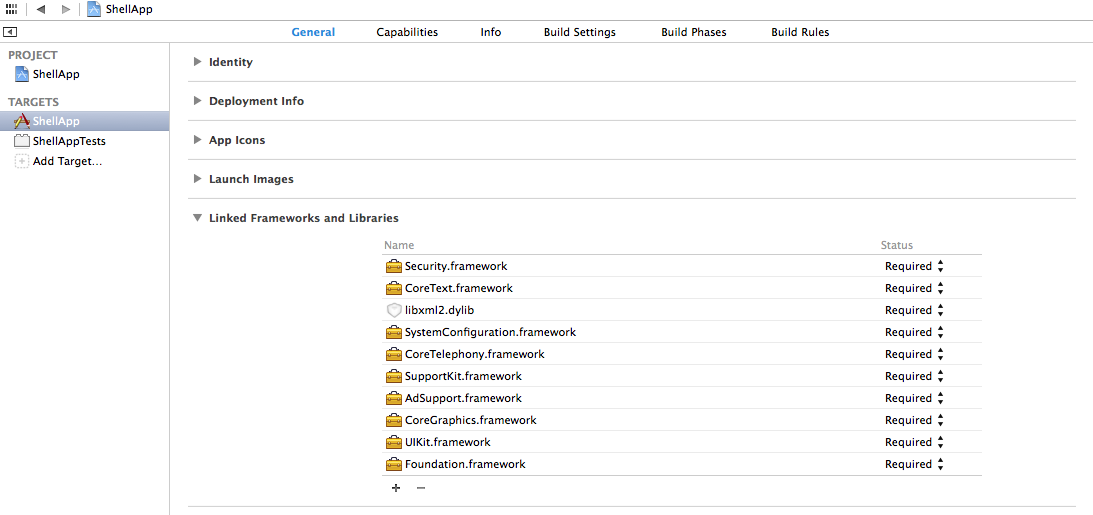 ShellApp
General Capabilities Info Build Settings Build Phases Build Rules
PROJECT
ShellApp
TARGETS
ShellApp
ShellAppTests
Add Target...
Identity
Deployment Info
App Icons
Launch Images
Linked Frameworks and Libraries
Name Status
Security.framework Required
CoreText.framework Required
libxml2.dylib Required
SystemConfiguration.framework Required
CoreTelephony.framework Required
SupportKit.framework Required
AdSupport.framework Required
CoreGraphics.framework Required
UIKit.framework Required
Foundation.framework Required